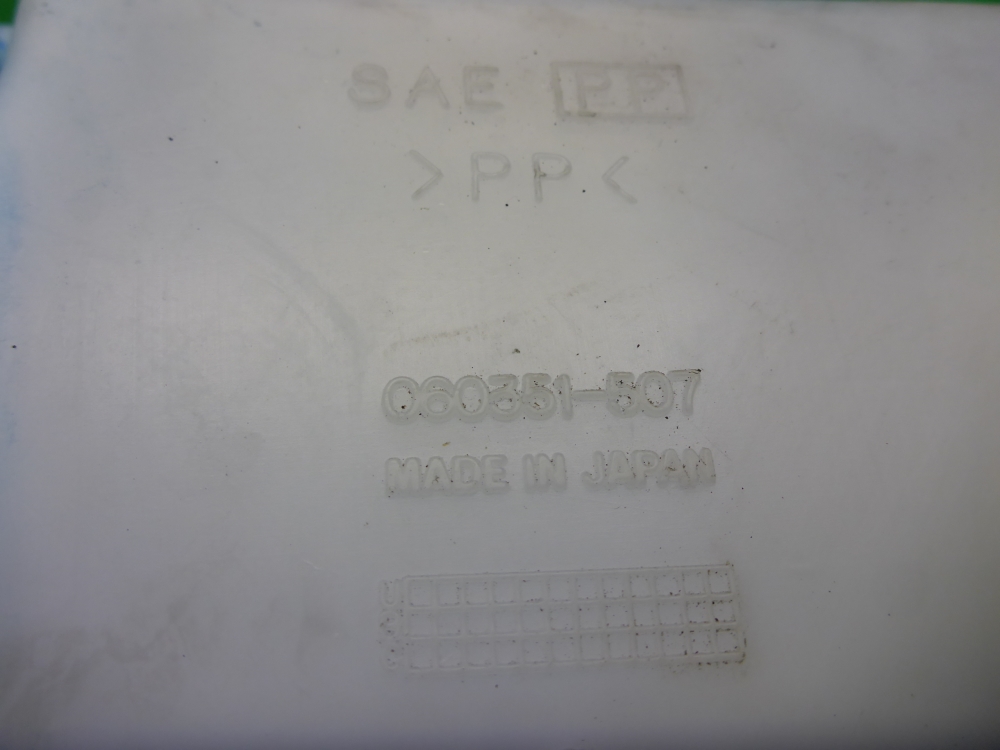 SAE PP
>PP<
060351-507
MADE IN JAPAN